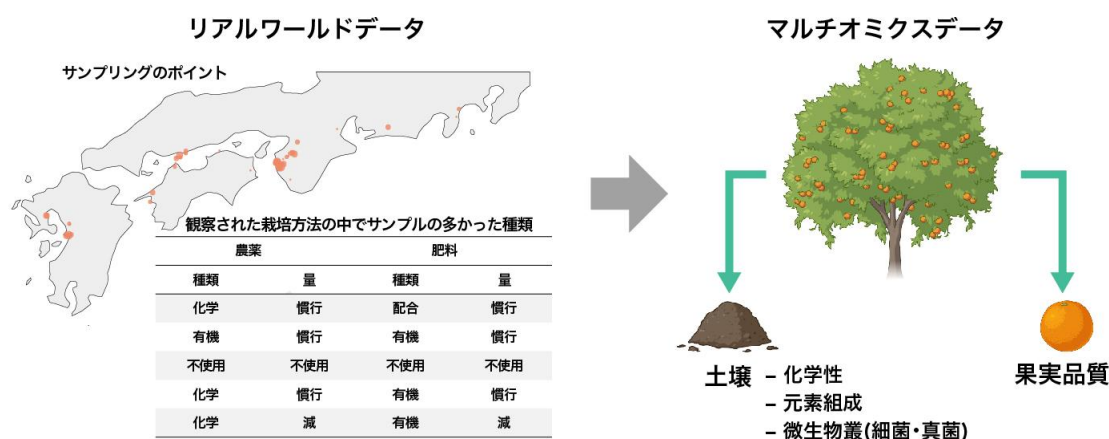 リアルワールドデータ
サンプリングのポイント
観察された栽培方法の中でサンプルの多かった種類
農薬 肥料
種類 量 種類 量
化学 慣行 配合 慣行
有機 慣行 有機 慣行
不使用 不使用 不使用 不使用
化学 慣行 有機 慣行
化学 減 有機 減
マルチオミクスデータ
土壌
– 化学性
– 元素組成
– 微生物叢(細菌・真菌)
果実品質